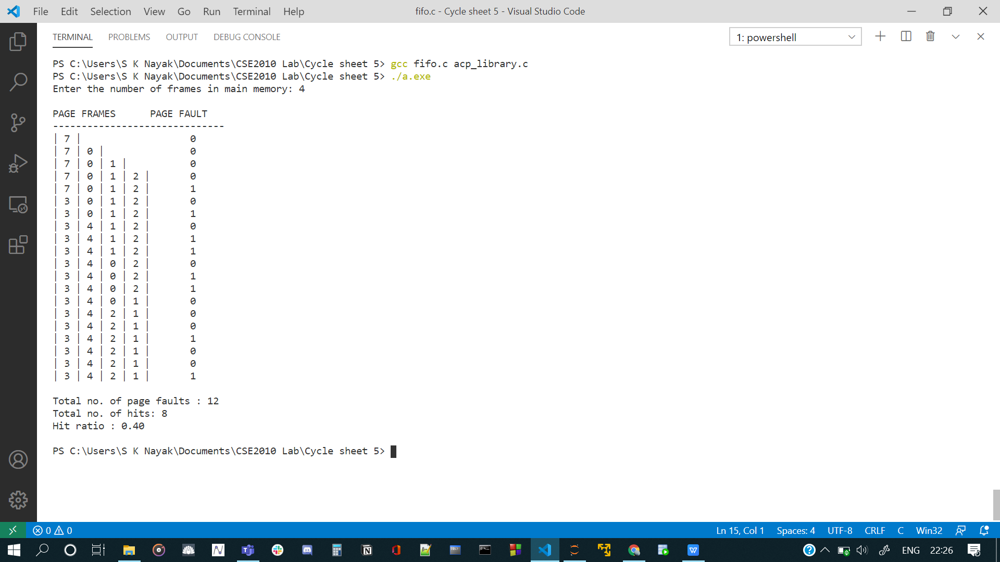 File Edit Selection View Go Run Terminal Help fifo.c - Cycle sheet 5 - Visual Studio Code
TERMINAL PROBLEMS OUTPUT DEBUG CONSOLE 1: powershell
PS C:\Users\S K Nayak\Documents\CSE2010 Lab\Cycle sheet 5> gcc fifo.c acp_library.c
PS C:\Users\S K Nayak\Documents\CSE2010 Lab\Cycle sheet 5> ./a.exe
Enter the number of frames in main memory: 4
PAGE FRAMES PAGE FAULT
------------------------------
| 7 | 0
| 7 | 0 | 0
| 7 | 0 | 1 | 0
| 7 | 0 | 1 | 2 | 0
| 7 | 0 | 1 | 2 | 1
| 3 | 0 | 1 | 2 | 0
| 3 | 0 | 1 | 2 | 1
| 3 | 4 | 1 | 2 | 0
| 3 | 4 | 1 | 2 | 1
| 3 | 4 | 1 | 2 | 1
| 3 | 4 | 0 | 2 | 0
| 3 | 4 | 0 | 2 | 1
| 3 | 4 | 0 | 2 | 1
| 3 | 4 | 0 | 1 | 0
| 3 | 4 | 2 | 1 | 0
| 3 | 4 | 2 | 1 | 0
| 3 | 4 | 2 | 1 | 1
| 3 | 4 | 2 | 1 | 0
| 3 | 4 | 2 | 1 | 0
| 3 | 4 | 2 | 1 | 1
Total no. of page faults : 12
Total no. of hits: 8
Hit ratio : 0.40
PS C:\Users\S K Nayak\Documents\CSE2010 Lab\Cycle sheet 5>
0 0 Ln 15, Col 1 Spaces: 4 UTF-8 CRLF C Win32
ENG 22:26